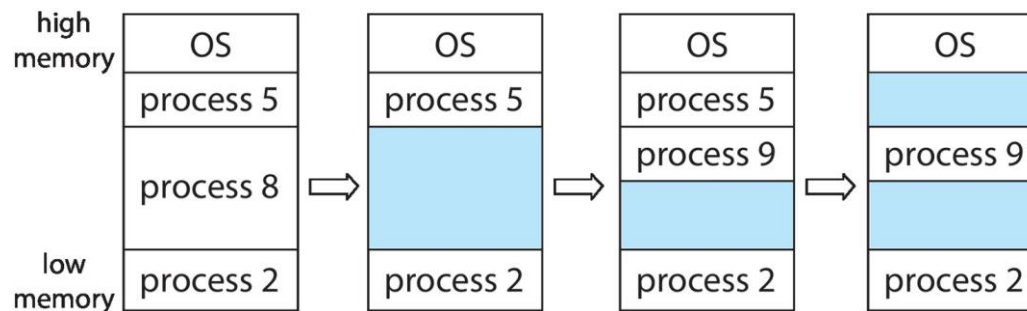 high
memory
OS
process 5
process 8
process 2
low
memory
OS
process 5
process 2
OS
process 5
process 9
process 2
OS
process 9
process 2